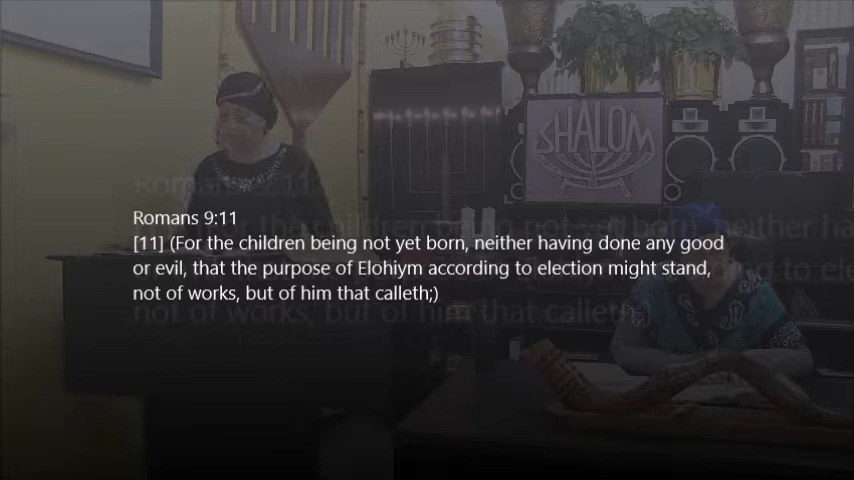 SHALOM
Romans 9:11
[11] (For the children being not yet born, neither having done any good
or evil, that the purpose of Elohiym according to election might stand,
not of works, but of him that calleth;)